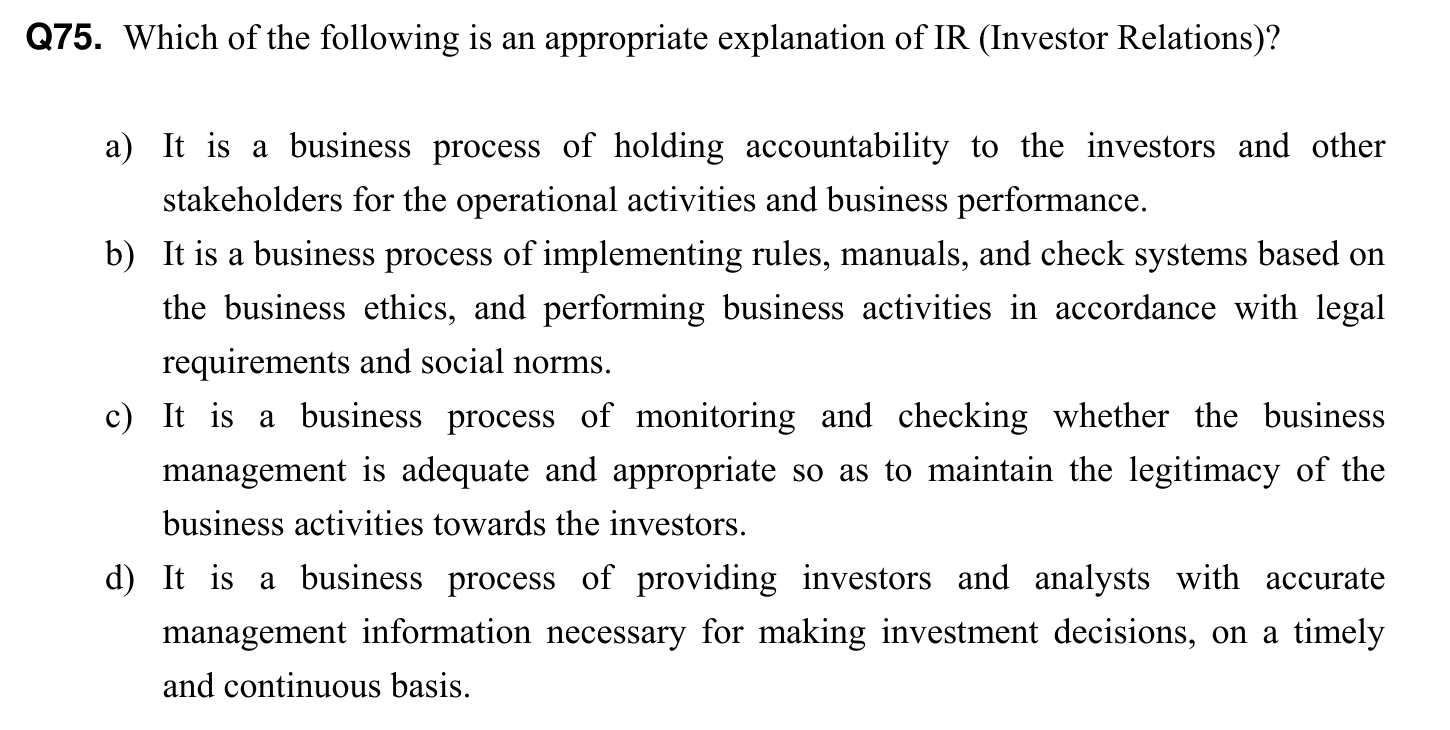 Q75. Which of the following is an appropriate explanation of IR (Investor Relations)?
a) It is a business process of holding accountability to the investors and other
stakeholders for the operational activities and business performance.
b) It is a business process of implementing rules, manuals, and check systems based on
the business ethics, and performing business activities in accordance with legal
requirements and social norms.
c) It is a business process of monitoring and checking whether the business
management is adequate and appropriate so as to maintain the legitimacy of the
business activities towards the investors.
d) It is a business process of providing investors and analysts with accurate
management information necessary for making investment decisions, on a timely
and continuous basis.